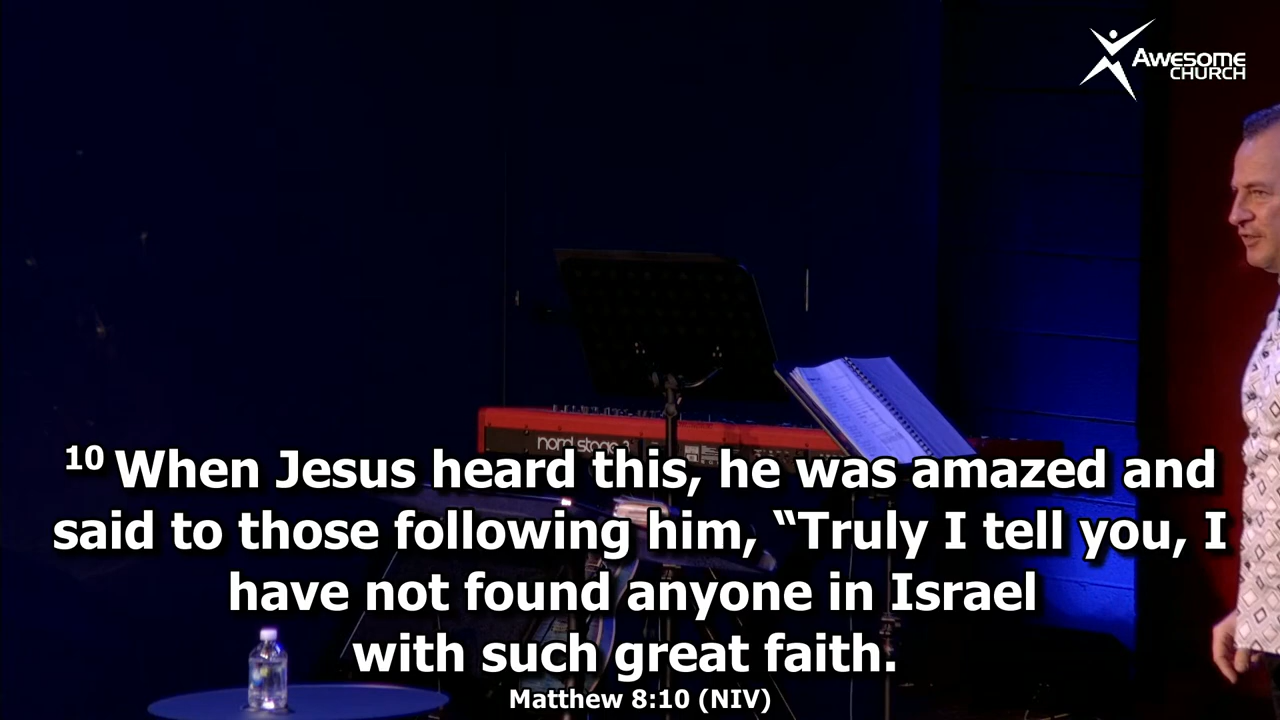 AWESOME
CHURCH
nord stage 3
10 When Jesus heard this, he was amazed and
said to those following him, “Truly I tell you, I
have not found anyone in Israel
with such great faith.
Matthew 8:10 (NIV)